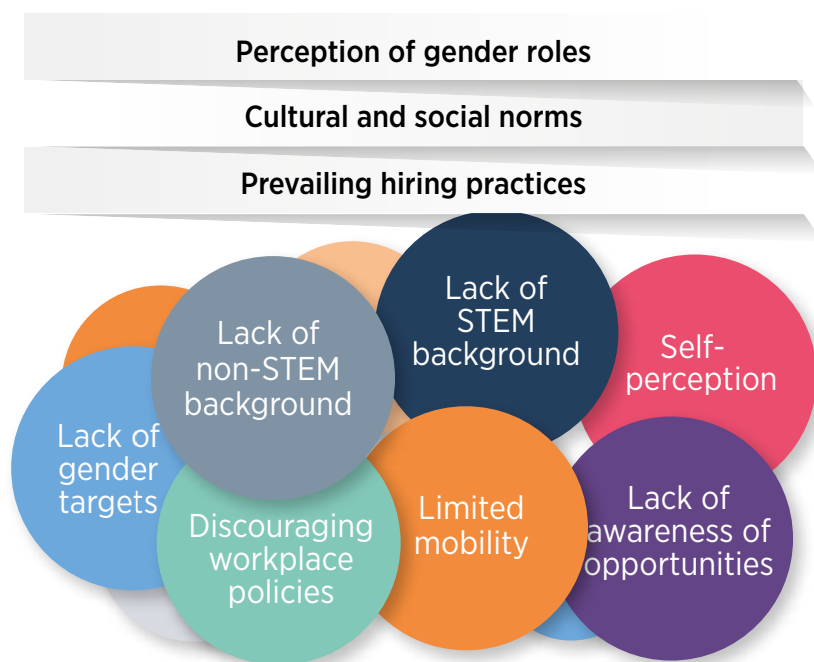 Perception of gender roles
Cultural and social norms
Prevailing hiring practices
Lack of
non-STEM
background
Lack of
STEM
background
Self-
perception
Lack of
gender
targets
Discouraging
workplace
policies
Limited
mobility
Lack of
awareness of
opportunities